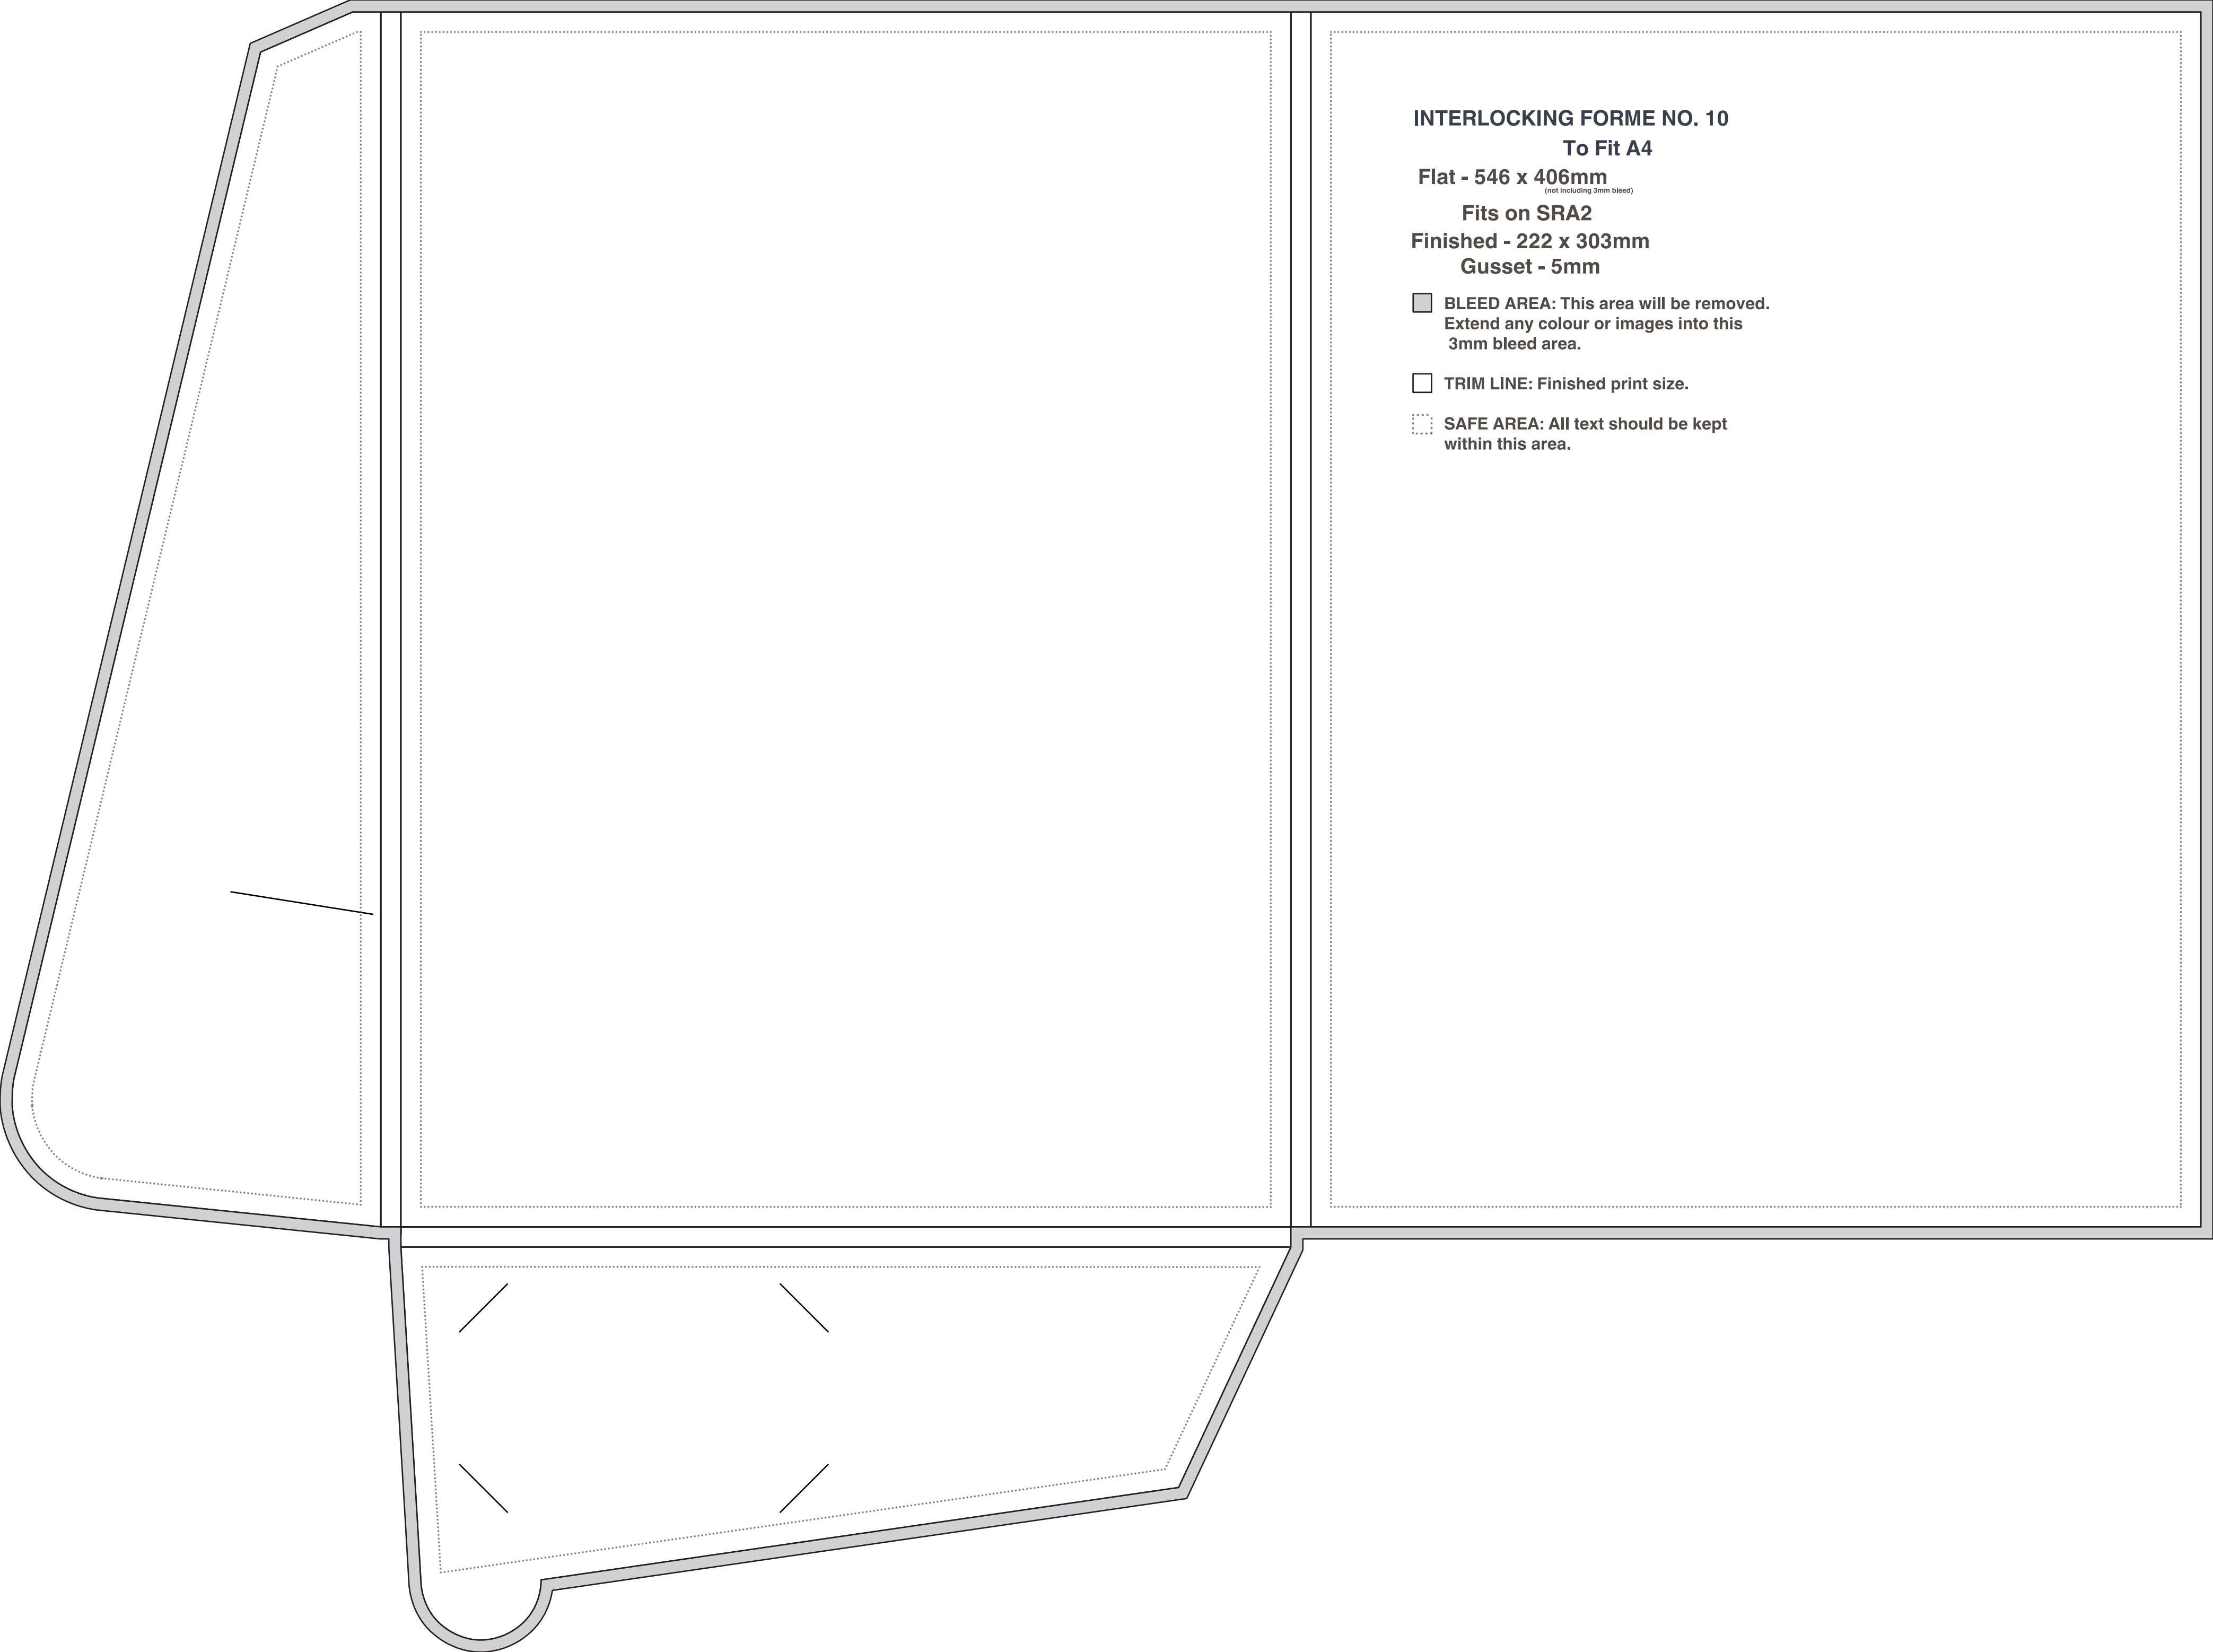 INTERLOCKING FORME NO. 10
To Fit A4
Flat - 546 x 406mm
(not including 3mm bleed)
Fits on SRA2
Finished - 222 x 303mm
Gusset - 5mm
BLEED AREA: This area will be removed.
Extend any colour or images into this
3mm bleed area.
TRIM LINE: Finished print size.
SAFE AREA: All text should be kept
within this area.